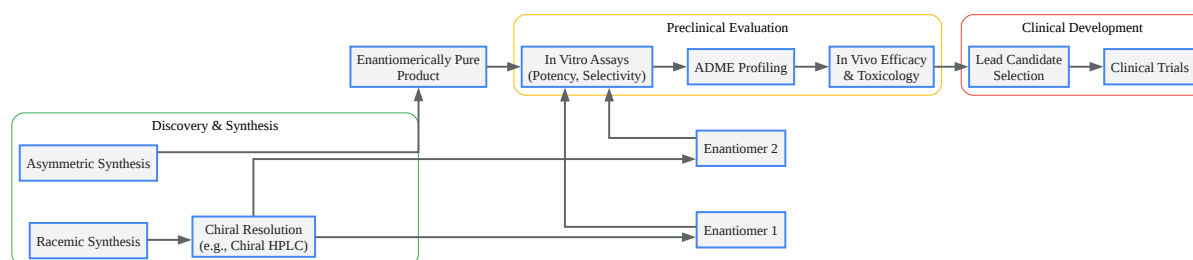 Preclinical Evaluation
Clinical Development
Enantiomerically Pure
Product
In Vitro Assays
(Potency, Selectivity)
ADME Profiling
In Vivo Efficacy
& Toxicology
Lead Candidate
Selection
Clinical Trials
Discovery & Synthesis
Asymmetric Synthesis
Enantiomer 2
Racemic Synthesis
Chiral Resolution
(e.g., Chiral HPLC)
Enantiomer 1